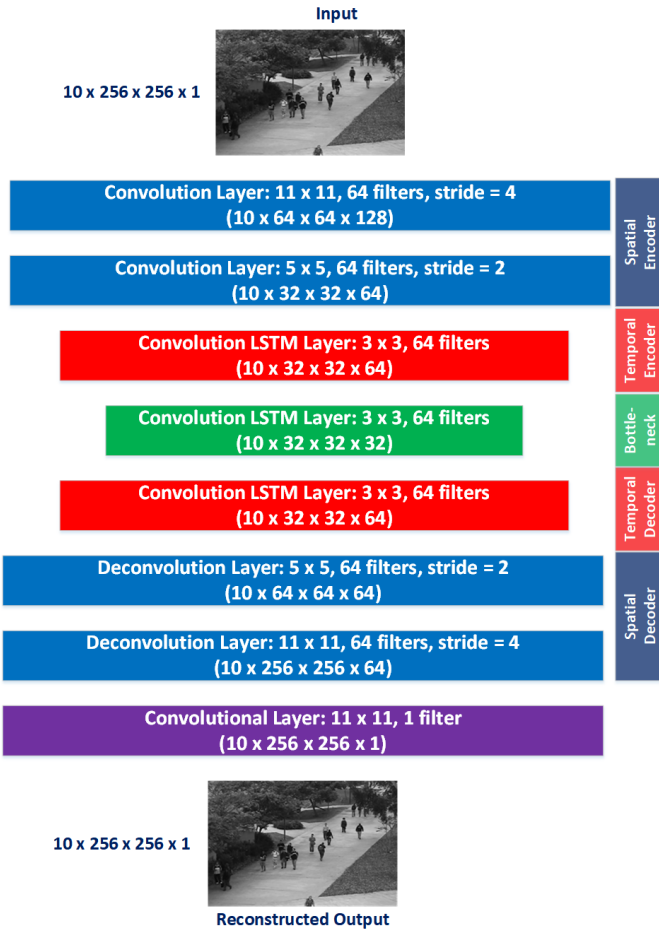 Input
10 x 256 x 256 x 1
Convolution Layer: 11 x 11, 64 filters, stride = 4
(10 x 64 x 64 x 128)
Convolution Layer: 5 x 5, 64 filters, stride = 2
(10 x 32 x 32 x 64)
Spatial
Encoder
Convolution LSTM Layer: 3 x 3, 64 filters
(10 x 32 x 32 x 64)
Temporal
Encoder
Convolution LSTM Layer: 3 x 3, 64 filters
(10 x 32 x 32 x 32)
Bottle-
neck
Convolution LSTM Layer: 3 x 3, 64 filters
(10 x 32 x 32 x 64)
Temporal
Decoder
Deconvolution Layer: 5 x 5, 64 filters, stride = 2
(10 x 64 x 64 x 64)
Deconvolution Layer: 11 x 11, 64 filters, stride = 4
(10 x 256 x 256 x 64)
Spatial
Decoder
Convolutional Layer: 11 x 11, 1 filter
(10 x 256 x 256 x 1)
10 x 256 x 256 x 1
Reconstructed Output